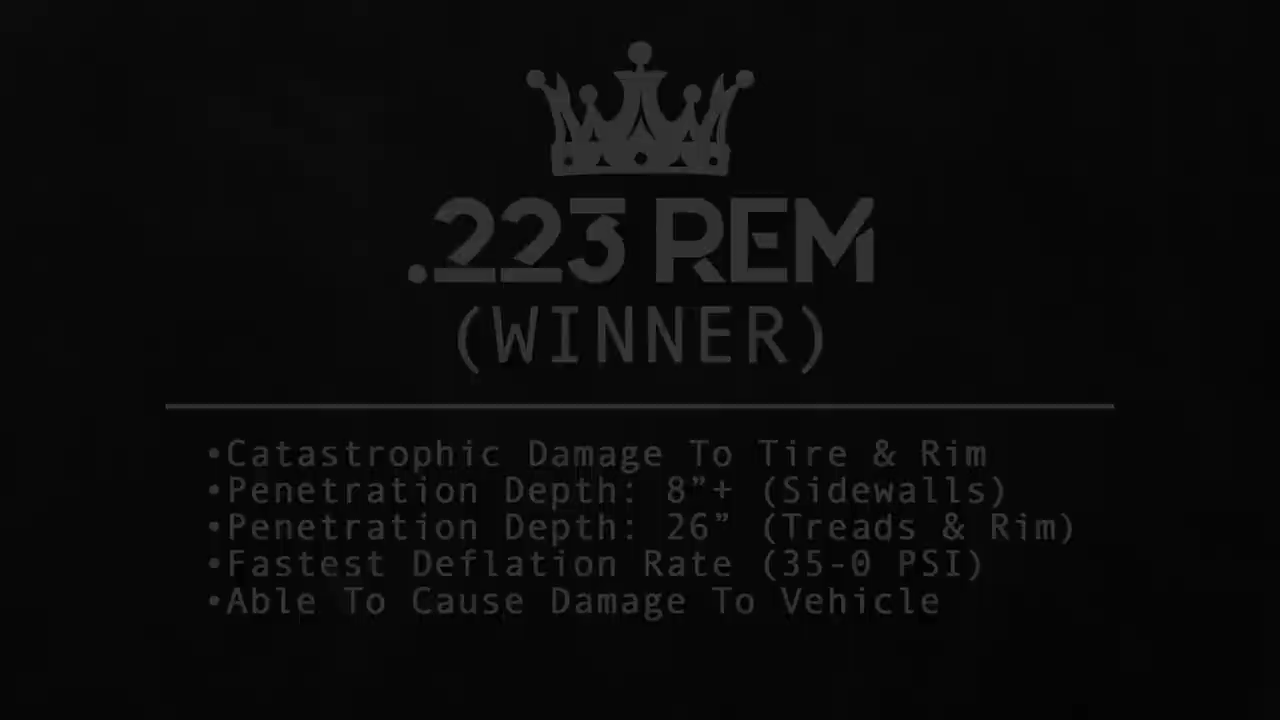 .223 REM
(WINNER)
•Catastrophic Damage To Tire & Rim
•Penetration Depth: 8”+ (Sidewalls)
•Penetration Depth: 26” (Treads & Rim)
•Fastest Deflation Rate (35-0 PSI)
•Able To Cause Damage To Vehicle